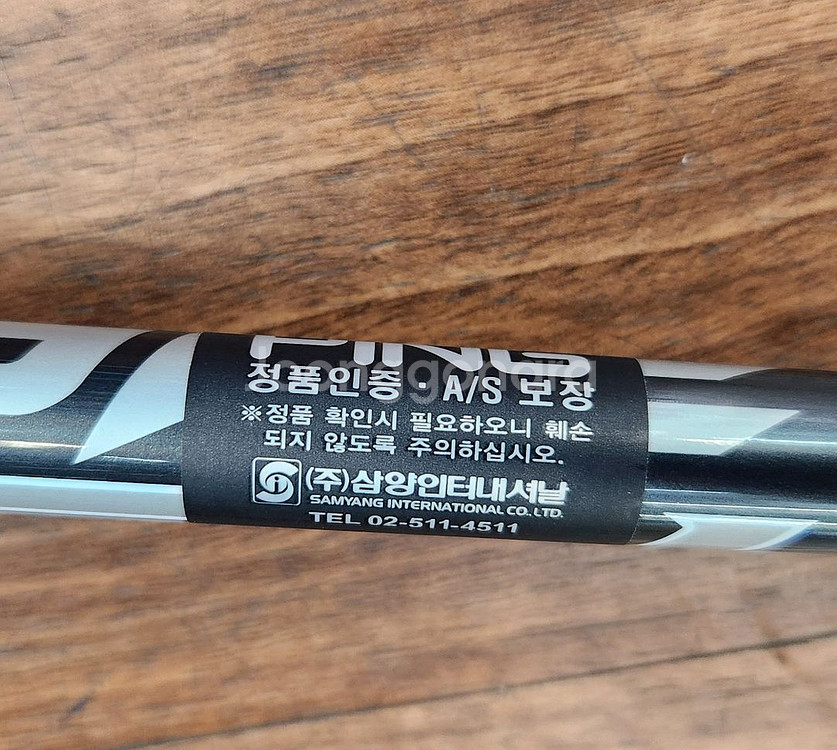 PING
joonggonara
정품인증 · A/S 보장
※정품 확인시 필요하오니 훼손
되지 않도록 주의하십시오.
(주)삼양인터내셔날
SAMYANG INTERNATIONAL CO. LTD.
TEL 02-511-4511